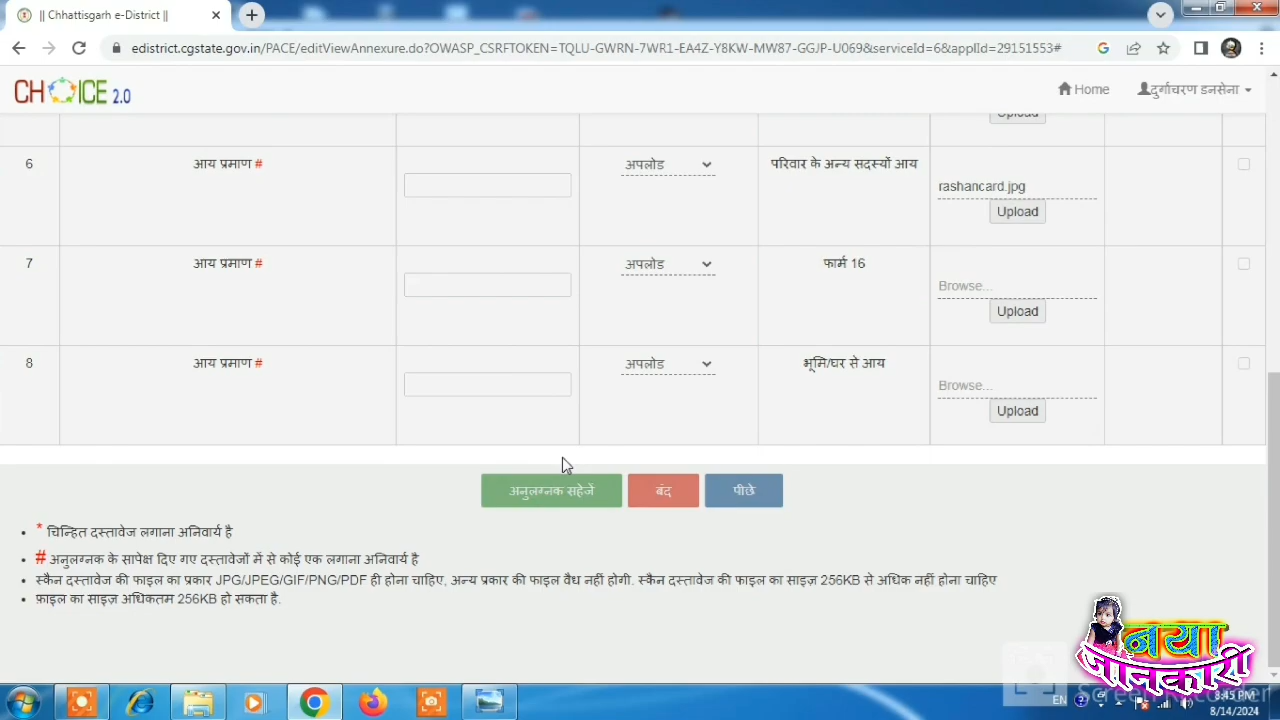 || Chhattisgarh e-District ||
edistrict.cgstate.gov.in/PACE/editViewAnnexure.do?OWASP_CSRFTOKEN=TQLU-GWRN-7WR1-EA4Z-Y8KW-MW87-GGJP-U069&serviceId=6&applId=29151553#
CHOICE 2.0
Home
दुर्गाचरण डनसेना
Upload
6 आय प्रमाण # अपलोड परिवार के अन्य सदस्यों आय rashancard.jpg
Upload
7 आय प्रमाण # अपलोड फार्म 16 Browse...
Upload
8 आय प्रमाण # अपलोड भूमि/घर से आय Browse...
Upload
अनुलग्नक सहेजें बंद पीछे
* चिन्हित दस्तावेज लगाना अनिवार्य है
# अनुलग्नक के सापेक्ष दिए गए दस्तावेजों में से कोई एक लगाना अनिवार्य है
स्कैन दस्तावेज की फाइल का प्रकार JPG/JPEG/GIF/PNG/PDF ही होना चाहिए, अन्य प्रकार की फाइल वैध नहीं होगी. स्कैन दस्तावेज की फाइल का साइज़ 256KB से अधिक नहीं होना चाहिए
फ़ाइल का साइज़ अधिकतम 256KB हो सकता है.
नया
जानकारी
EN
8:45 PM
8/14/2024